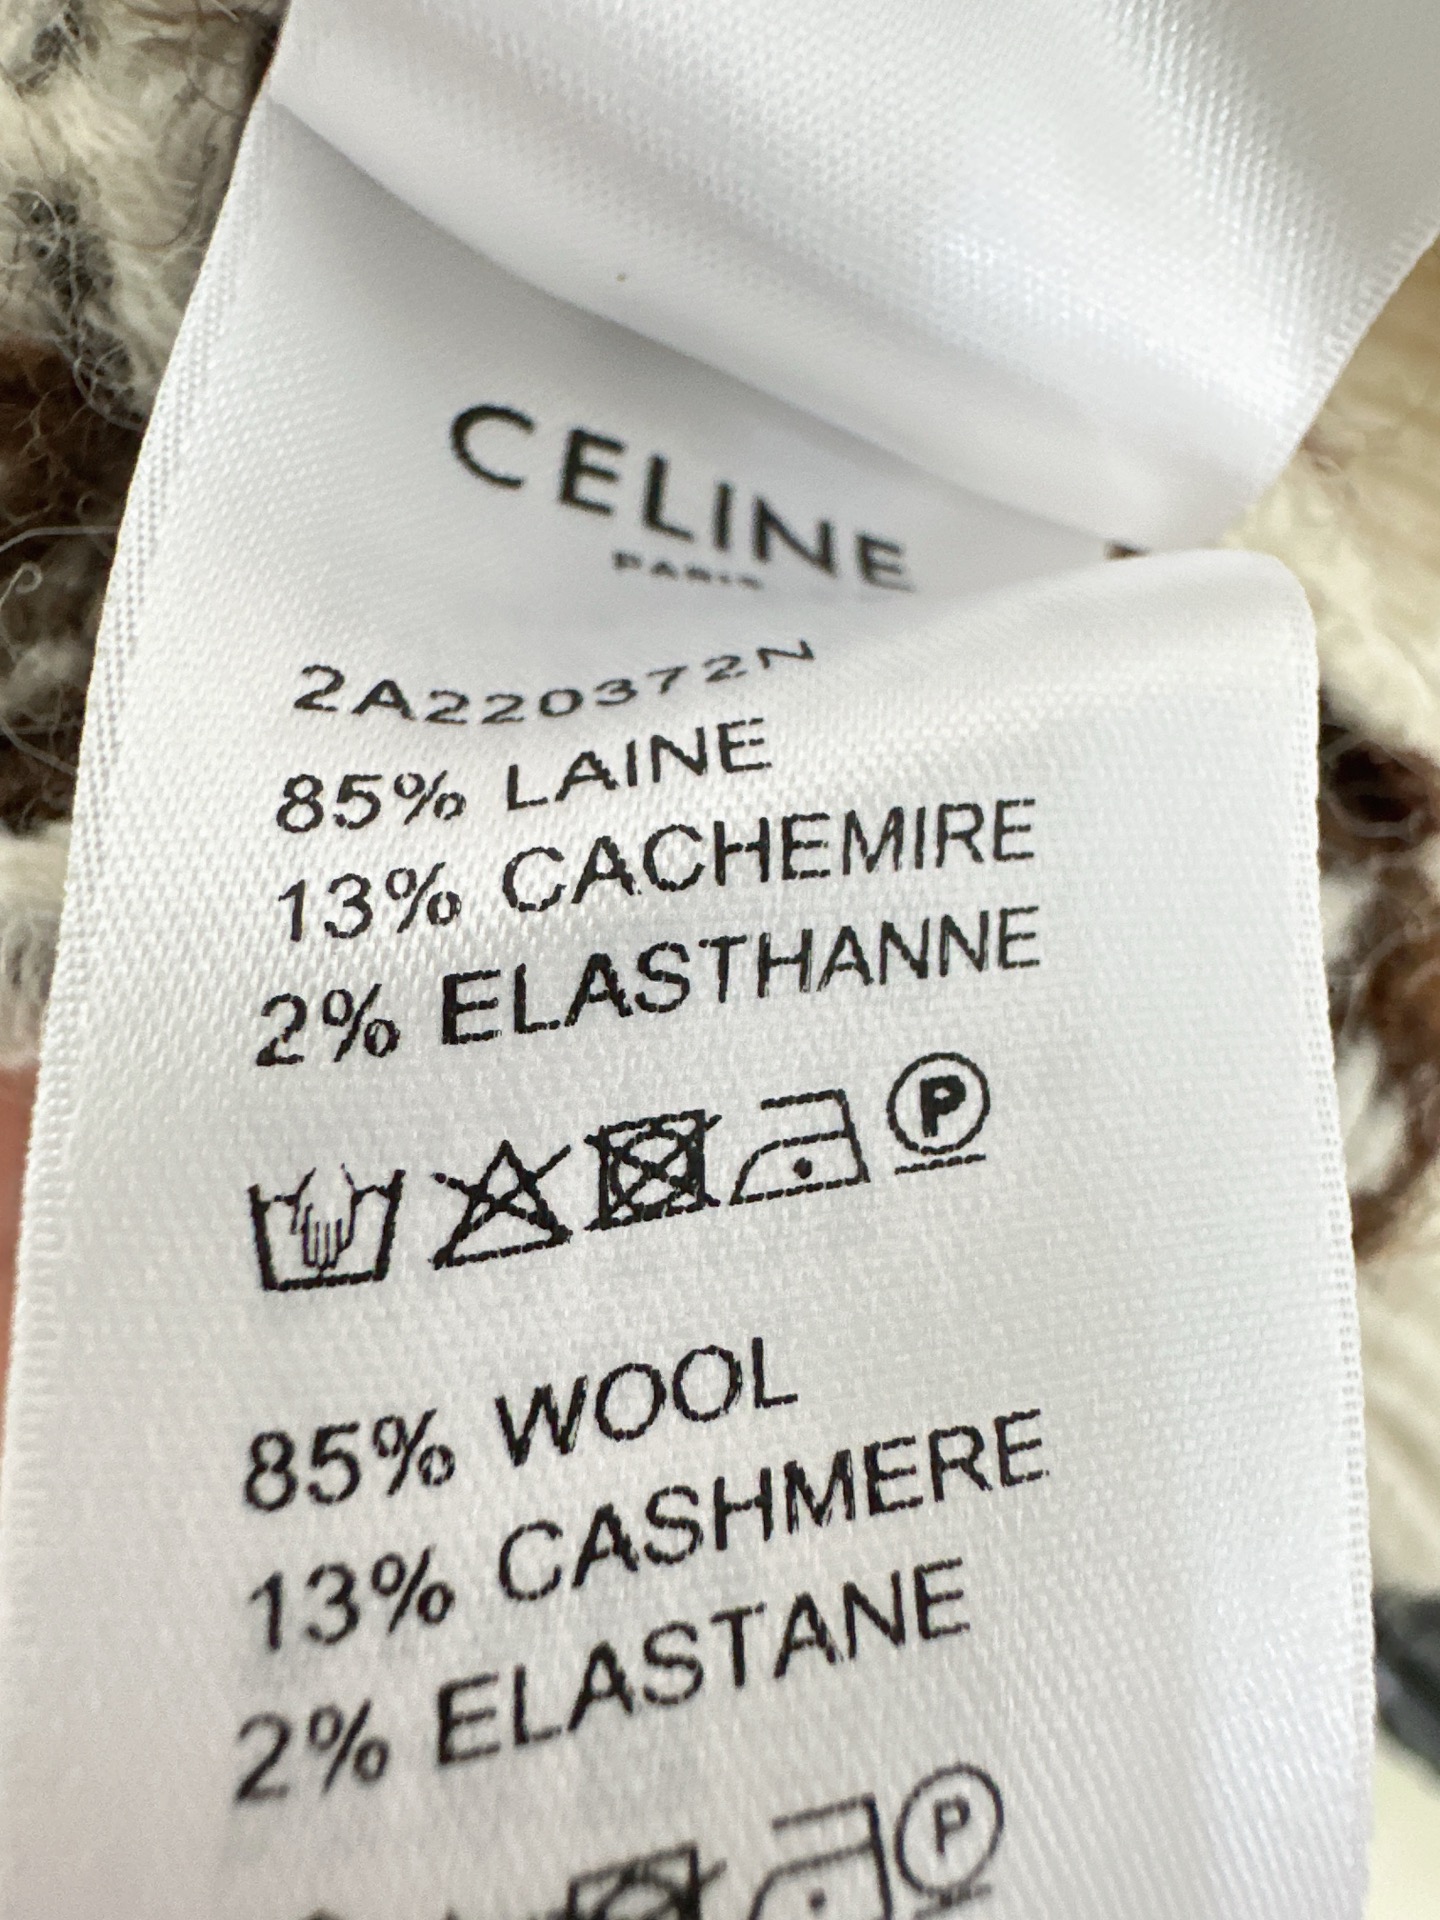 CELINE
PARIS
2A220372N
85% LAINE
13% CACHEMIRE
2% ELASTHANNE
P
85% WOOL
13% CASHMERE
2% ELASTANE
P